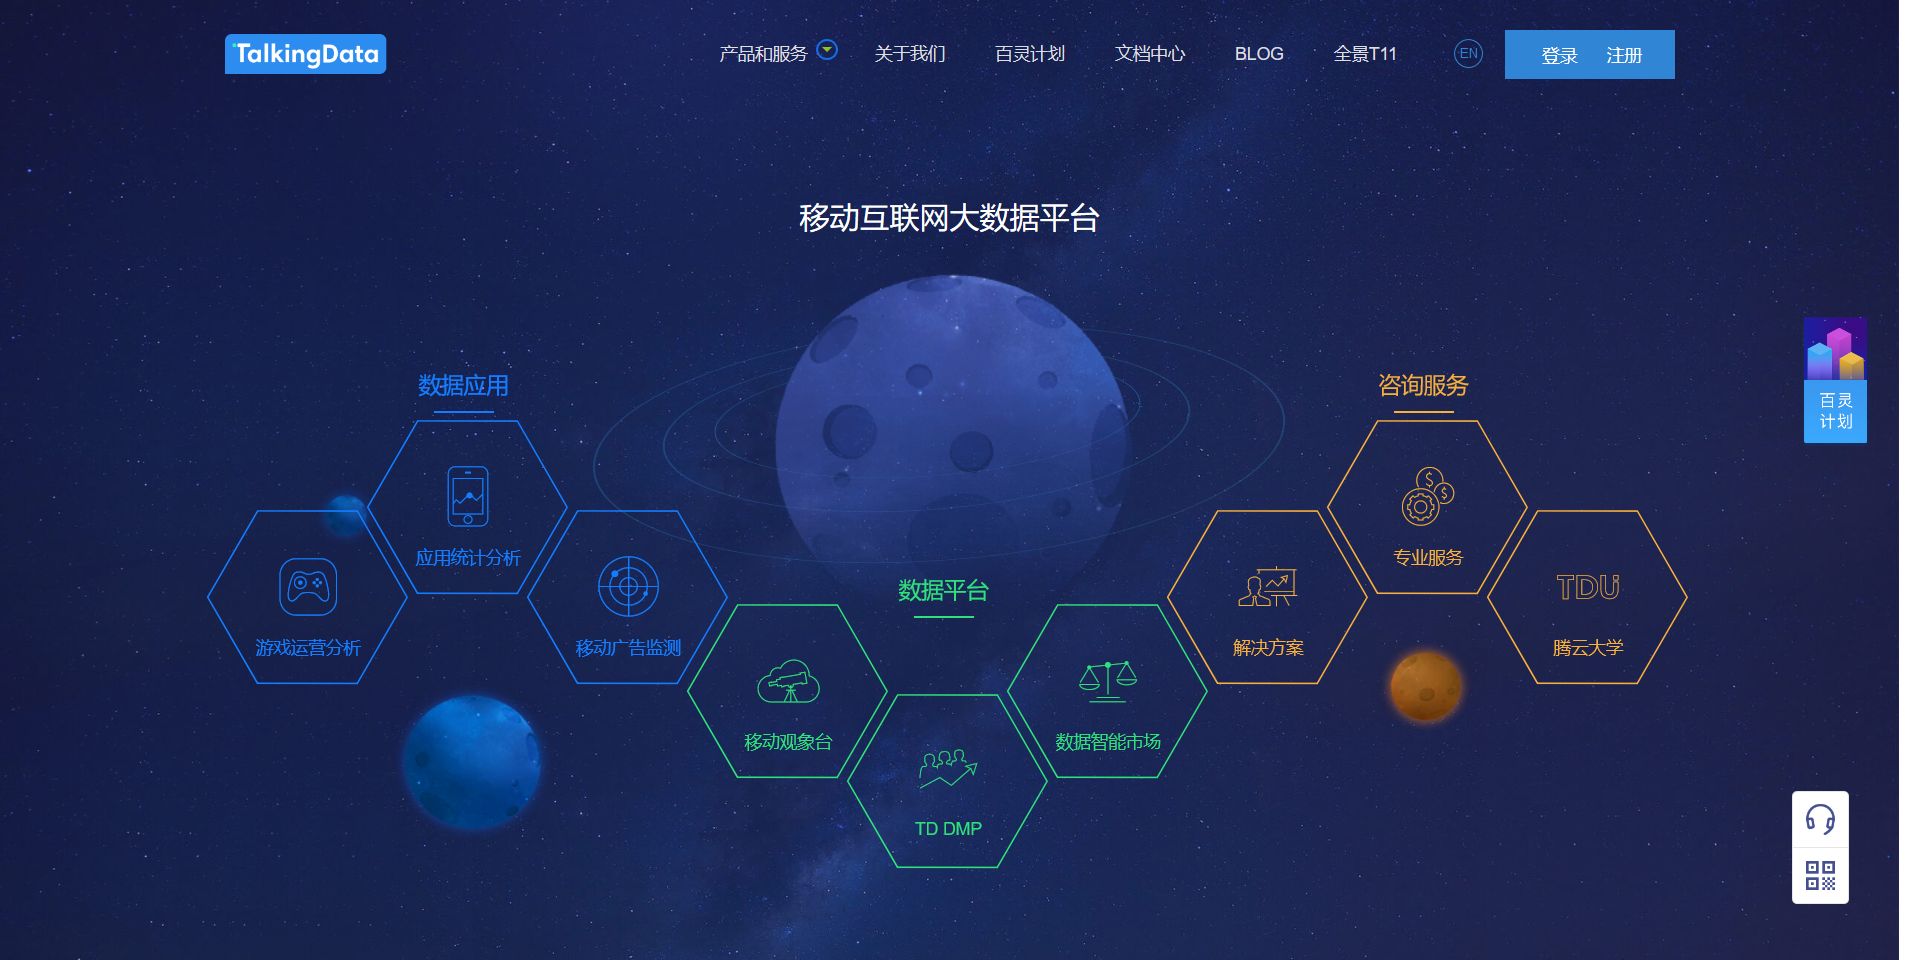 TalkingData
产品和服务
关于我们
百灵计划
文档中心
BLOG
全景T11
EN
登录
注册
移动互联网大数据平台
数据应用
应用统计分析
游戏运营分析
移动广告监测
数据平台
移动观象台
TD DMP
数据智能市场
咨询服务
专业服务
解决方案
TDU
腾云大学
百灵
计划